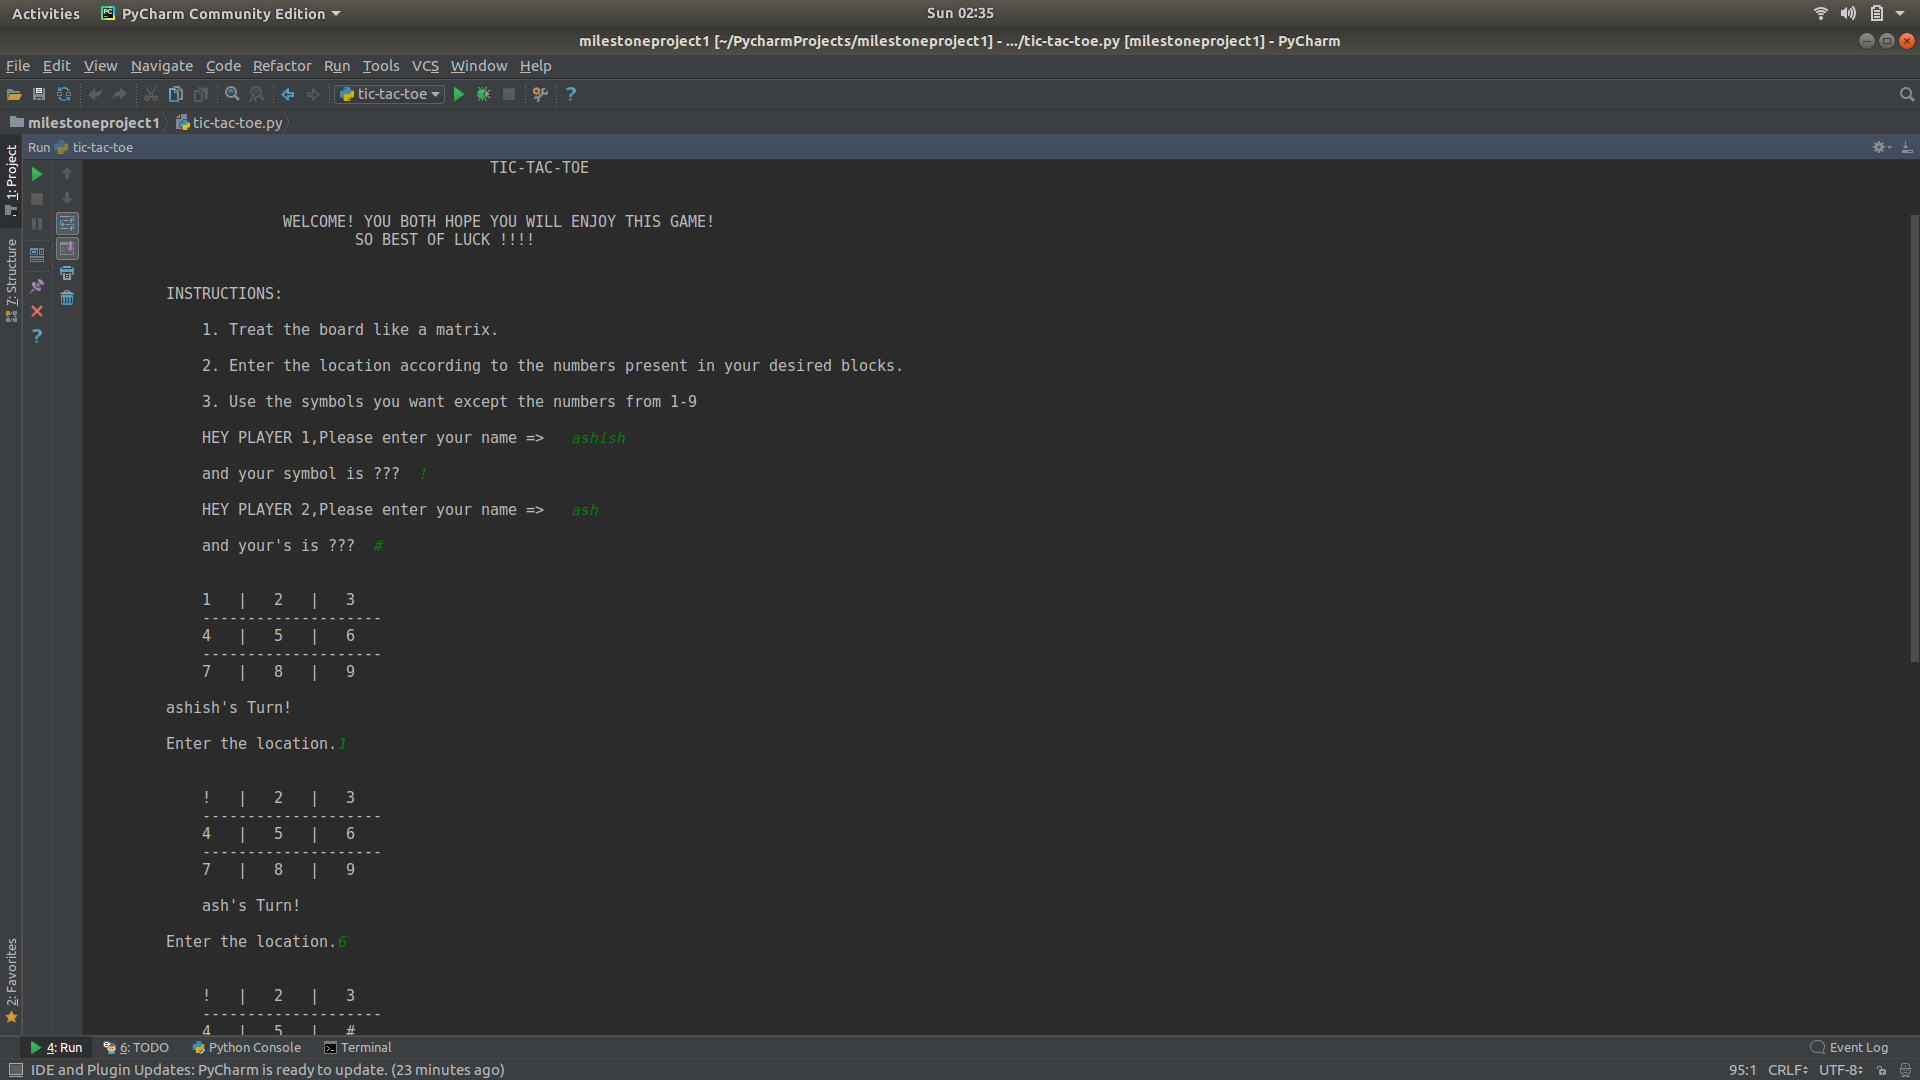 Activities PyCharm Community Edition Sun 02:35
milestoneproject1 [~/PycharmProjects/milestoneproject1] - .../tic-tac-toe.py [milestoneproject1] - PyCharm
File Edit View Navigate Code Refactor Run Tools VCS Window Help
tic-tac-toe
milestoneproject1 tic-tac-toe.py
Run tic-tac-toe
1: Project
7: Structure
2: Favorites
TIC-TAC-TOE
WELCOME! YOU BOTH HOPE YOU WILL ENJOY THIS GAME!
SO BEST OF LUCK !!!!
INSTRUCTIONS:
1. Treat the board like a matrix.
2. Enter the location according to the numbers present in your desired blocks.
3. Use the symbols you want except the numbers from 1-9
HEY PLAYER 1,Please enter your name => ashish
and your symbol is ??? !
HEY PLAYER 2,Please enter your name => ash
and your's is ??? #
1 | 2 | 3
--------------------
4 | 5 | 6
--------------------
7 | 8 | 9
ashish's Turn!
Enter the location.1
! | 2 | 3
--------------------
4 | 5 | 6
--------------------
7 | 8 | 9
ash's Turn!
Enter the location.6
! | 2 | 3
--------------------
4 | 5 | #
4: Run 6: TODO Python Console Terminal Event Log
IDE and Plugin Updates: PyCharm is ready to update. (23 minutes ago) 95:1 CRLF UTF-8